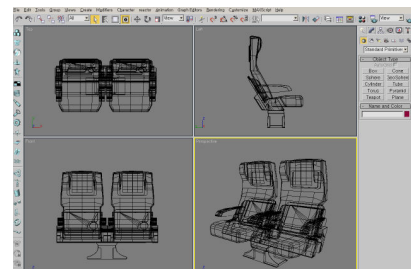 File Edit Tools Group Views Create Modifiers Character reactor Animation Graph Editors Rendering Customize MAXScript Help
All
View
View
Top
Left
Standard Primitives
Object Type
AutoGrid
Box Cone
Sphere GeoSphere
Cylinder Tube
Torus Pyramid
Teapot Plane
Name and Color
Front
Perspective